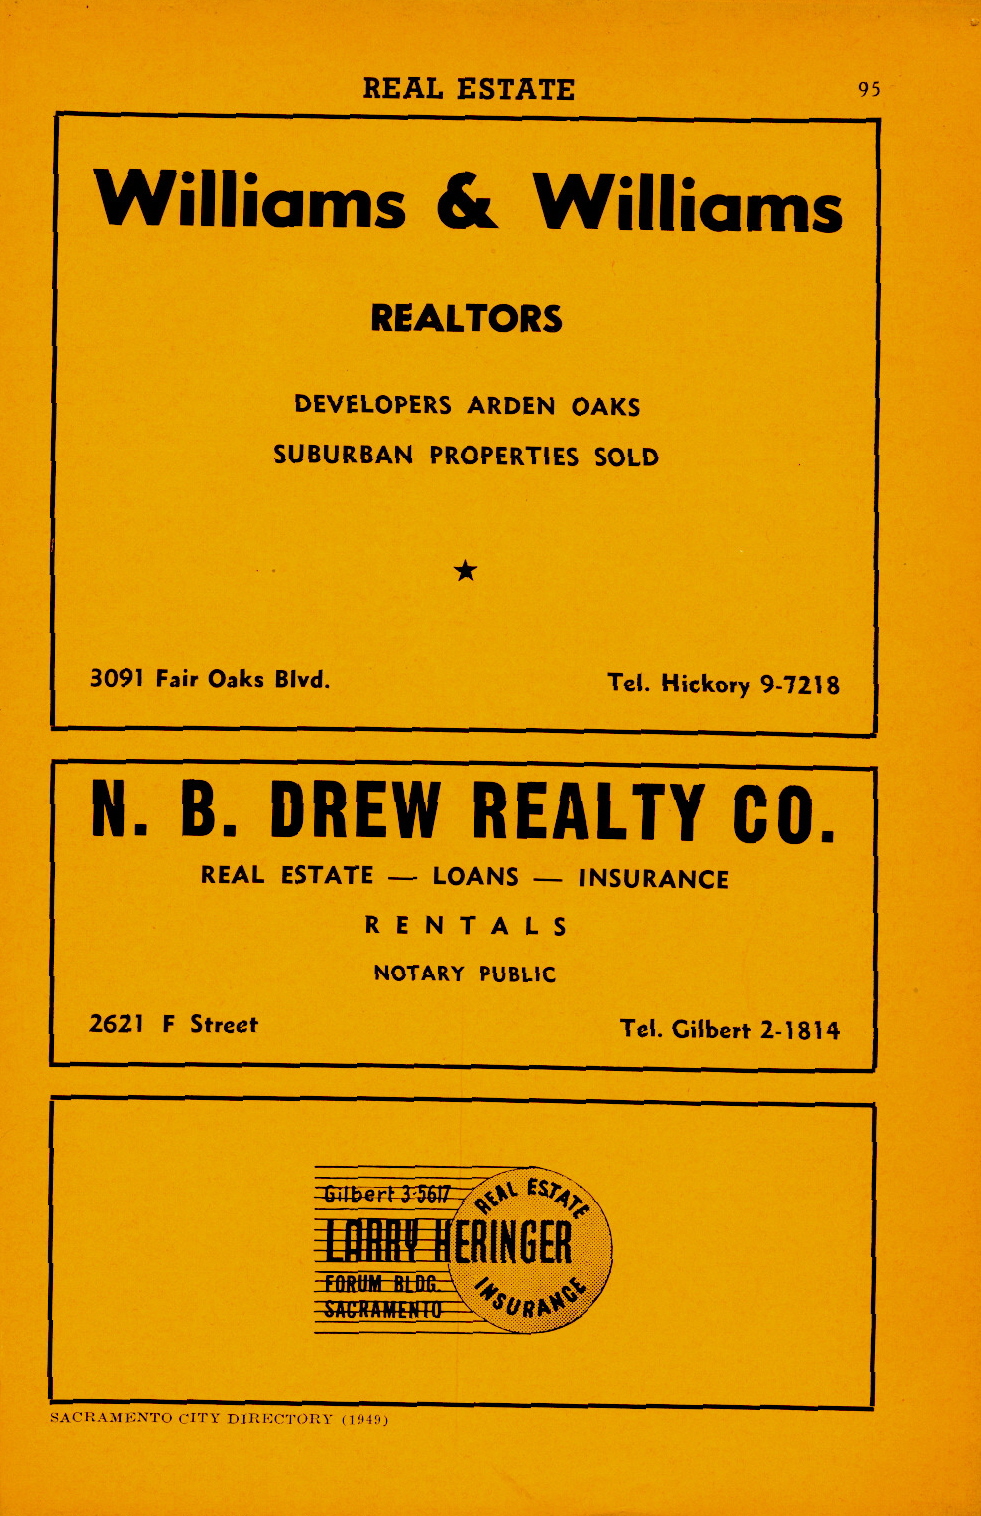 REAL ESTATE
95
Williams & Williams
REALTORS
DEVELOPERS ARDEN OAKS
SUBURBAN PROPERTIES SOLD
3091 Fair Oaks Blvd.
Tel. Hickory 9-7218
N. B. DREW REALTY CO.
REAL ESTATE — LOANS — INSURANCE
RENTALS
NOTARY PUBLIC
2621 F Street
Tel. Gilbert 2-1814
Gilbert 3-5617
REAL ESTATE
LARRY HERINGER
FORUM BLDG.
INSURANCE
SACRAMENTO
SACRAMENTO CITY DIRECTORY (1949)